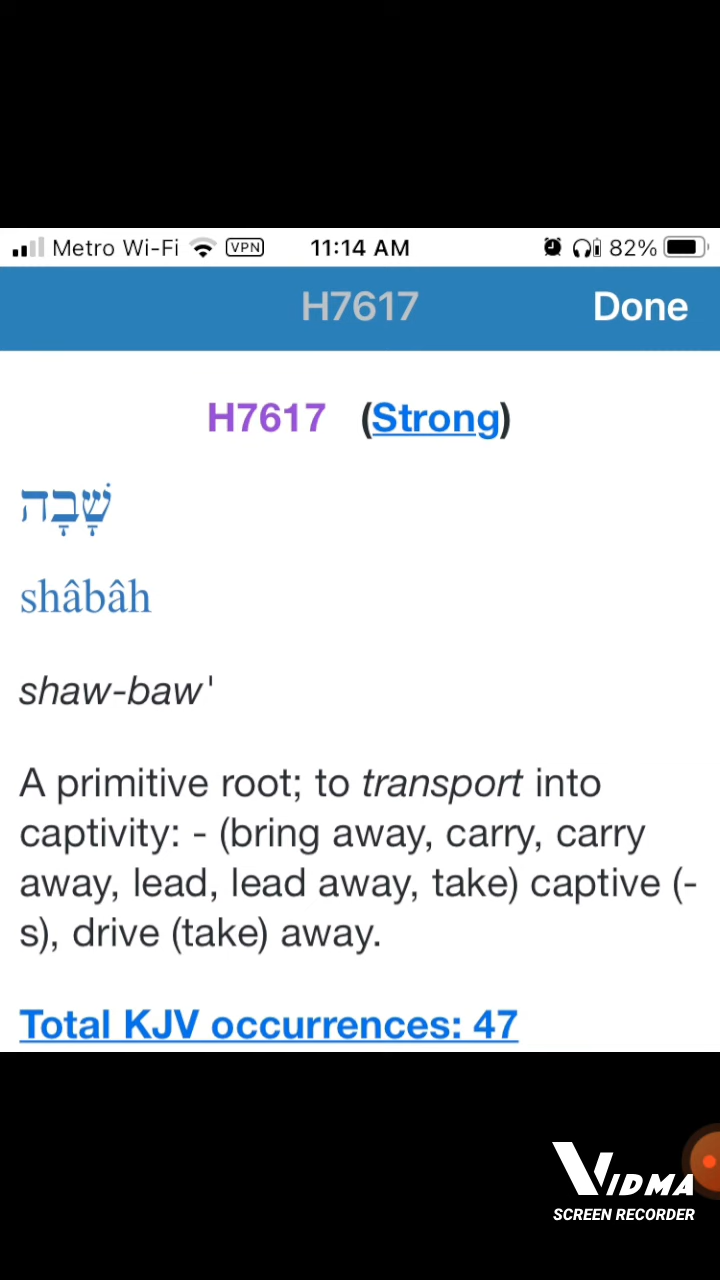 Metro Wi-Fi VPN 11:14 AM 82%
H7617 Done
H7617 (Strong)
שָׁבָה
shâbâh
shaw-baw'
A primitive root; to transport into
captivity: - (bring away, carry, carry
away, lead, lead away, take) captive (-
s), drive (take) away.
Total KJV occurrences: 47
VIDMA
SCREEN RECORDER